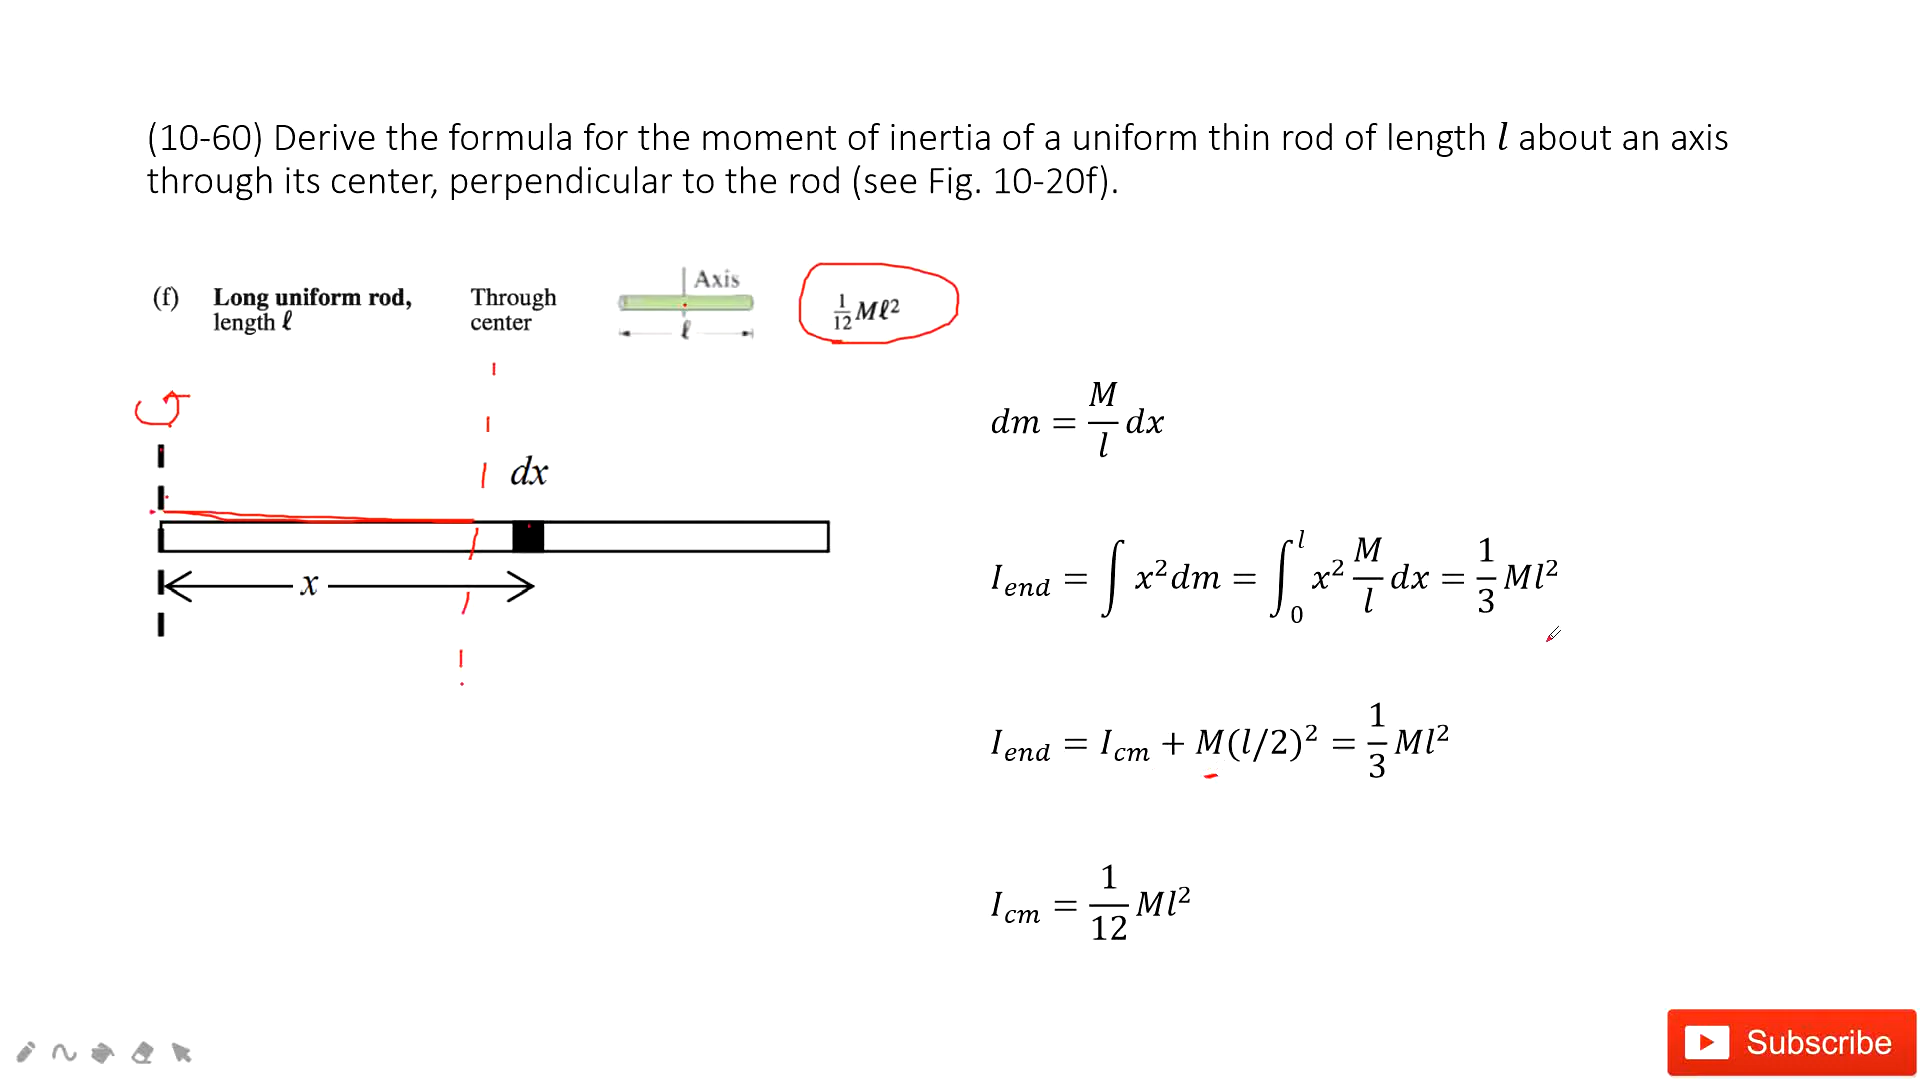 (10-60) Derive the formula for the moment of inertia of a uniform thin rod of length l about an axis
through its center, perpendicular to the rod (see Fig. 10-20f).
(f) Long uniform rod, length ℓ
Through center
Axis
ℓ
1/12 Mℓ²
dx
x
dm = M/l dx
I_end = ∫ x² dm = ∫₀ˡ x² M/l dx = 1/3 Ml²
I_end = I_cm + M(l/2)² = 1/3 Ml²
I_cm = 1/12 Ml²
Subscribe